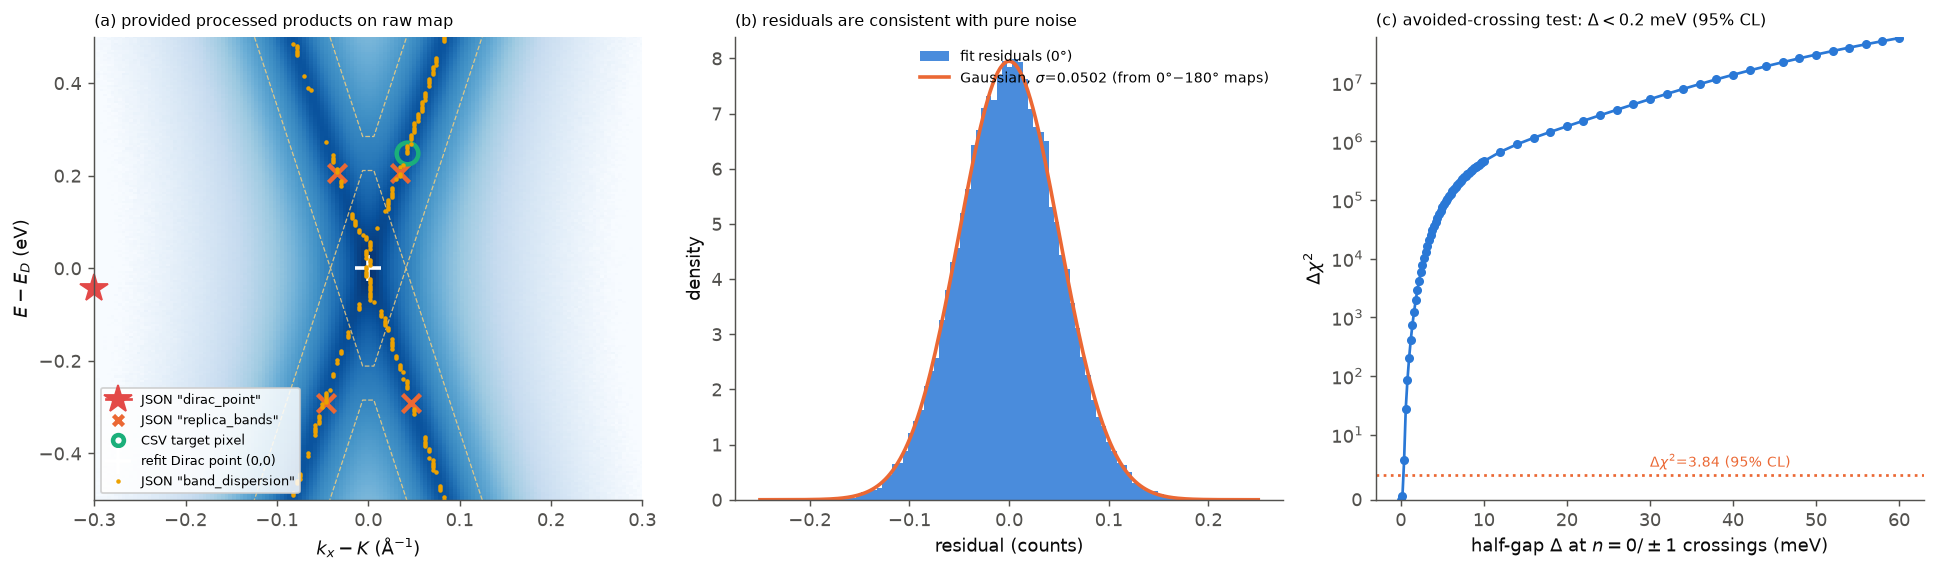 (a) provided processed products on raw map
E − E_D (eV)
0.4
0.2
0.0
−0.2
−0.4
JSON "dirac_point"
JSON "replica_bands"
CSV target pixel
refit Dirac point (0,0)
JSON "band_dispersion"
−0.3 −0.2 −0.1 0.0 0.1 0.2 0.3
k_x − K (Å⁻¹)
(b) residuals are consistent with pure noise
density
8
7
6
5
4
3
2
1
0
fit residuals (0°)
Gaussian, σ=0.0502 (from 0°−180° maps)
−0.2 −0.1 0.0 0.1 0.2
residual (counts)
(c) avoided-crossing test: Δ < 0.2 meV (95% CL)
Δχ²
10⁷
10⁶
10⁵
10⁴
10³
10²
10¹
0
Δχ²=3.84 (95% CL)
0 10 20 30 40 50 60
half-gap Δ at n = 0/ ± 1 crossings (meV)